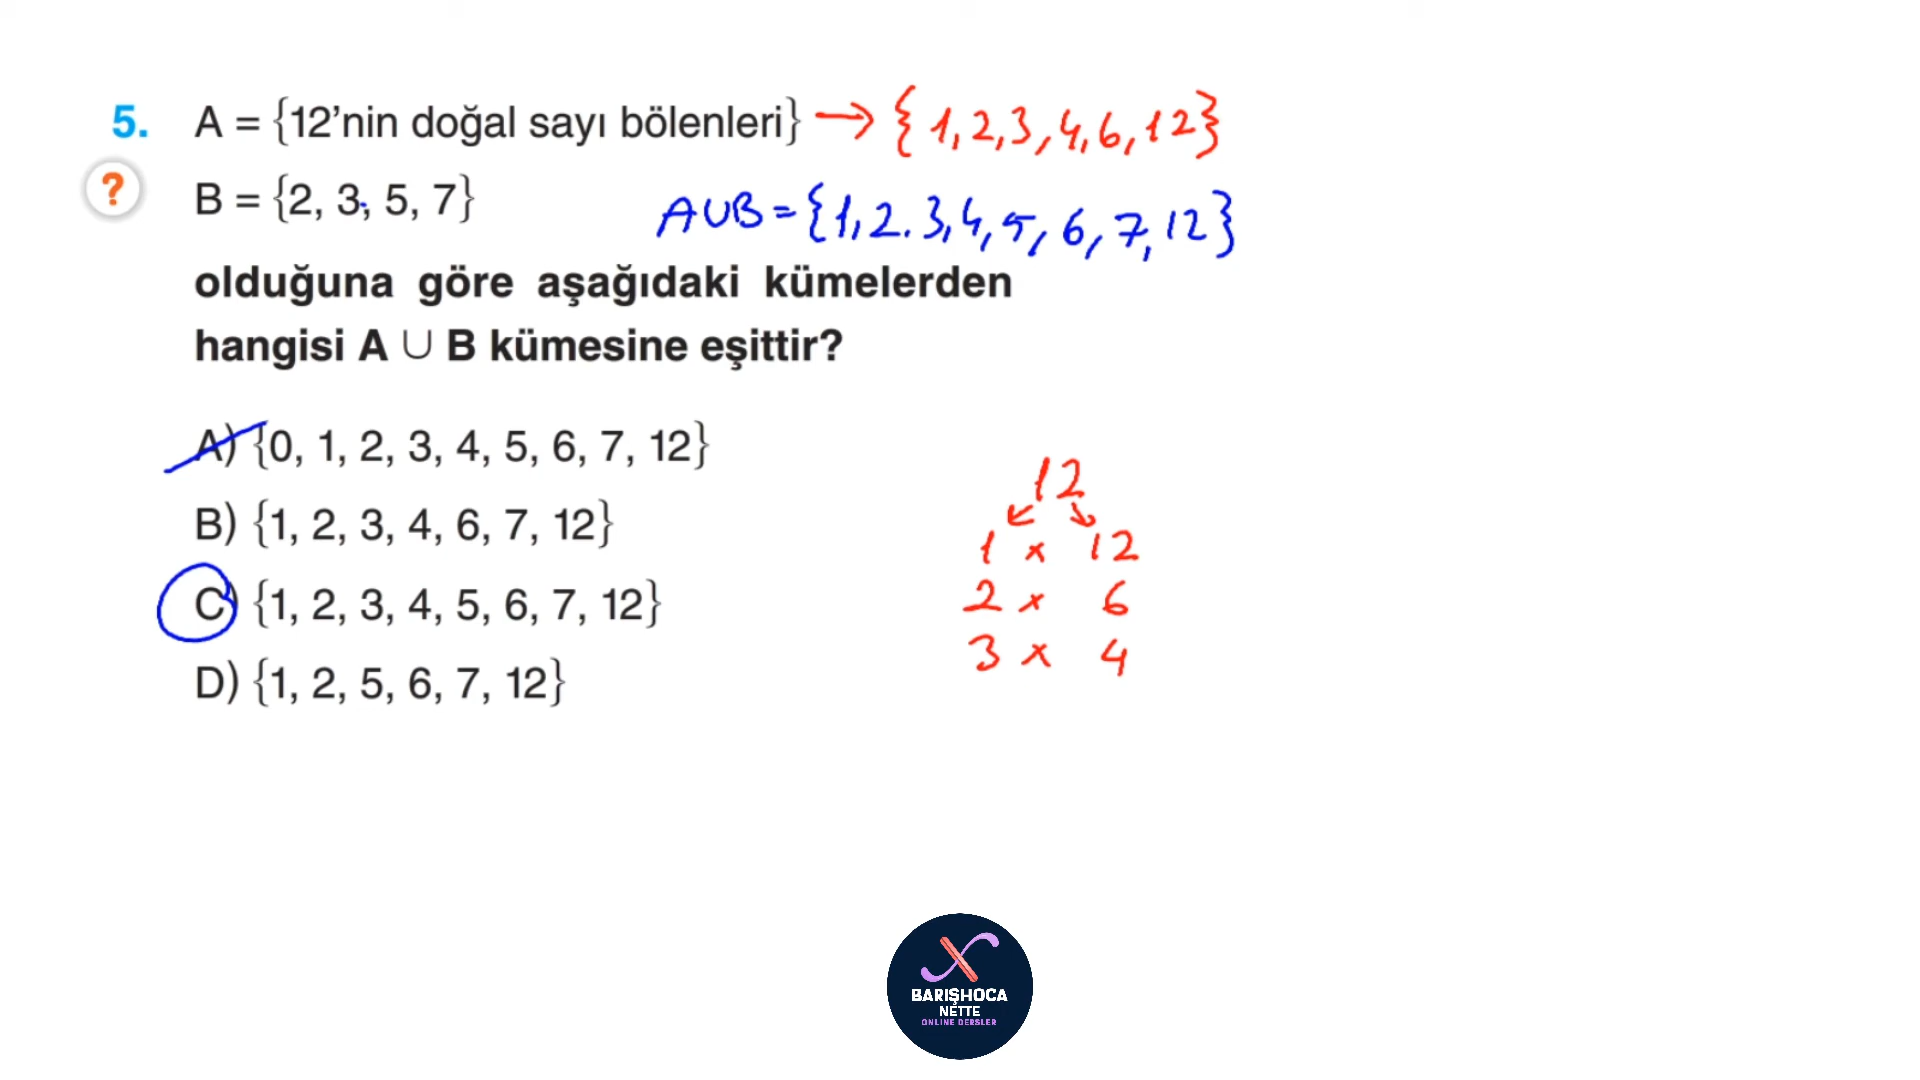 5. A = {12’nin doğal sayı bölenleri} → {1,2,3,4,6,12}
? B = {2, 3, 5, 7}
A∪B={1,2.3,4,5,6,7,12}
olduğuna göre aşağıdaki kümelerden
hangisi A ∪ B kümesine eşittir?
A) {0, 1, 2, 3, 4, 5, 6, 7, 12}
B) {1, 2, 3, 4, 6, 7, 12}
C) {1, 2, 3, 4, 5, 6, 7, 12}
D) {1, 2, 5, 6, 7, 12}
12
1 x 12
2 x 6
3 x 4
BARIŞHOCA
NETTE
ONLINE DERSLER